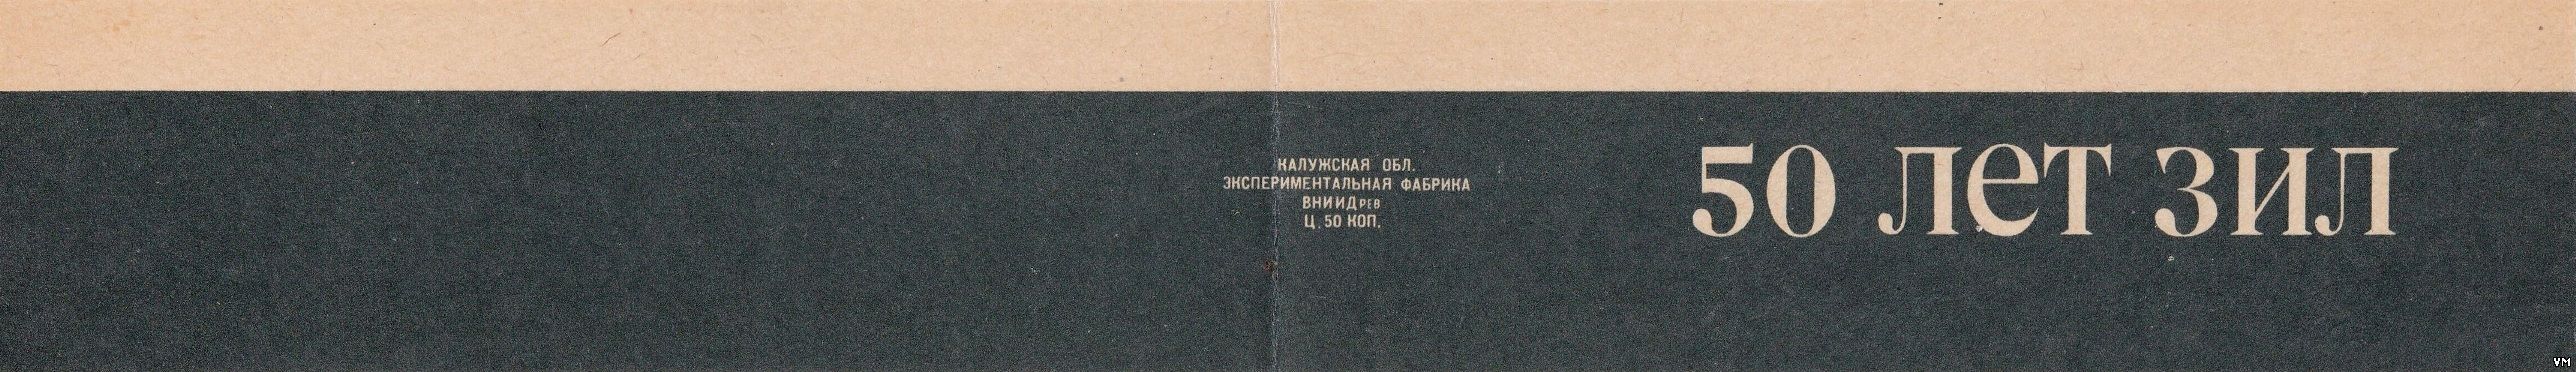 КАЛУЖСКАЯ ОБЛ.
ЭКСПЕРИМЕНТАЛЬНАЯ ФАБРИКА
ВНИИДРЕВ
Ц. 50 КОП.
50 ЛЕТ ЗИЛ
VM